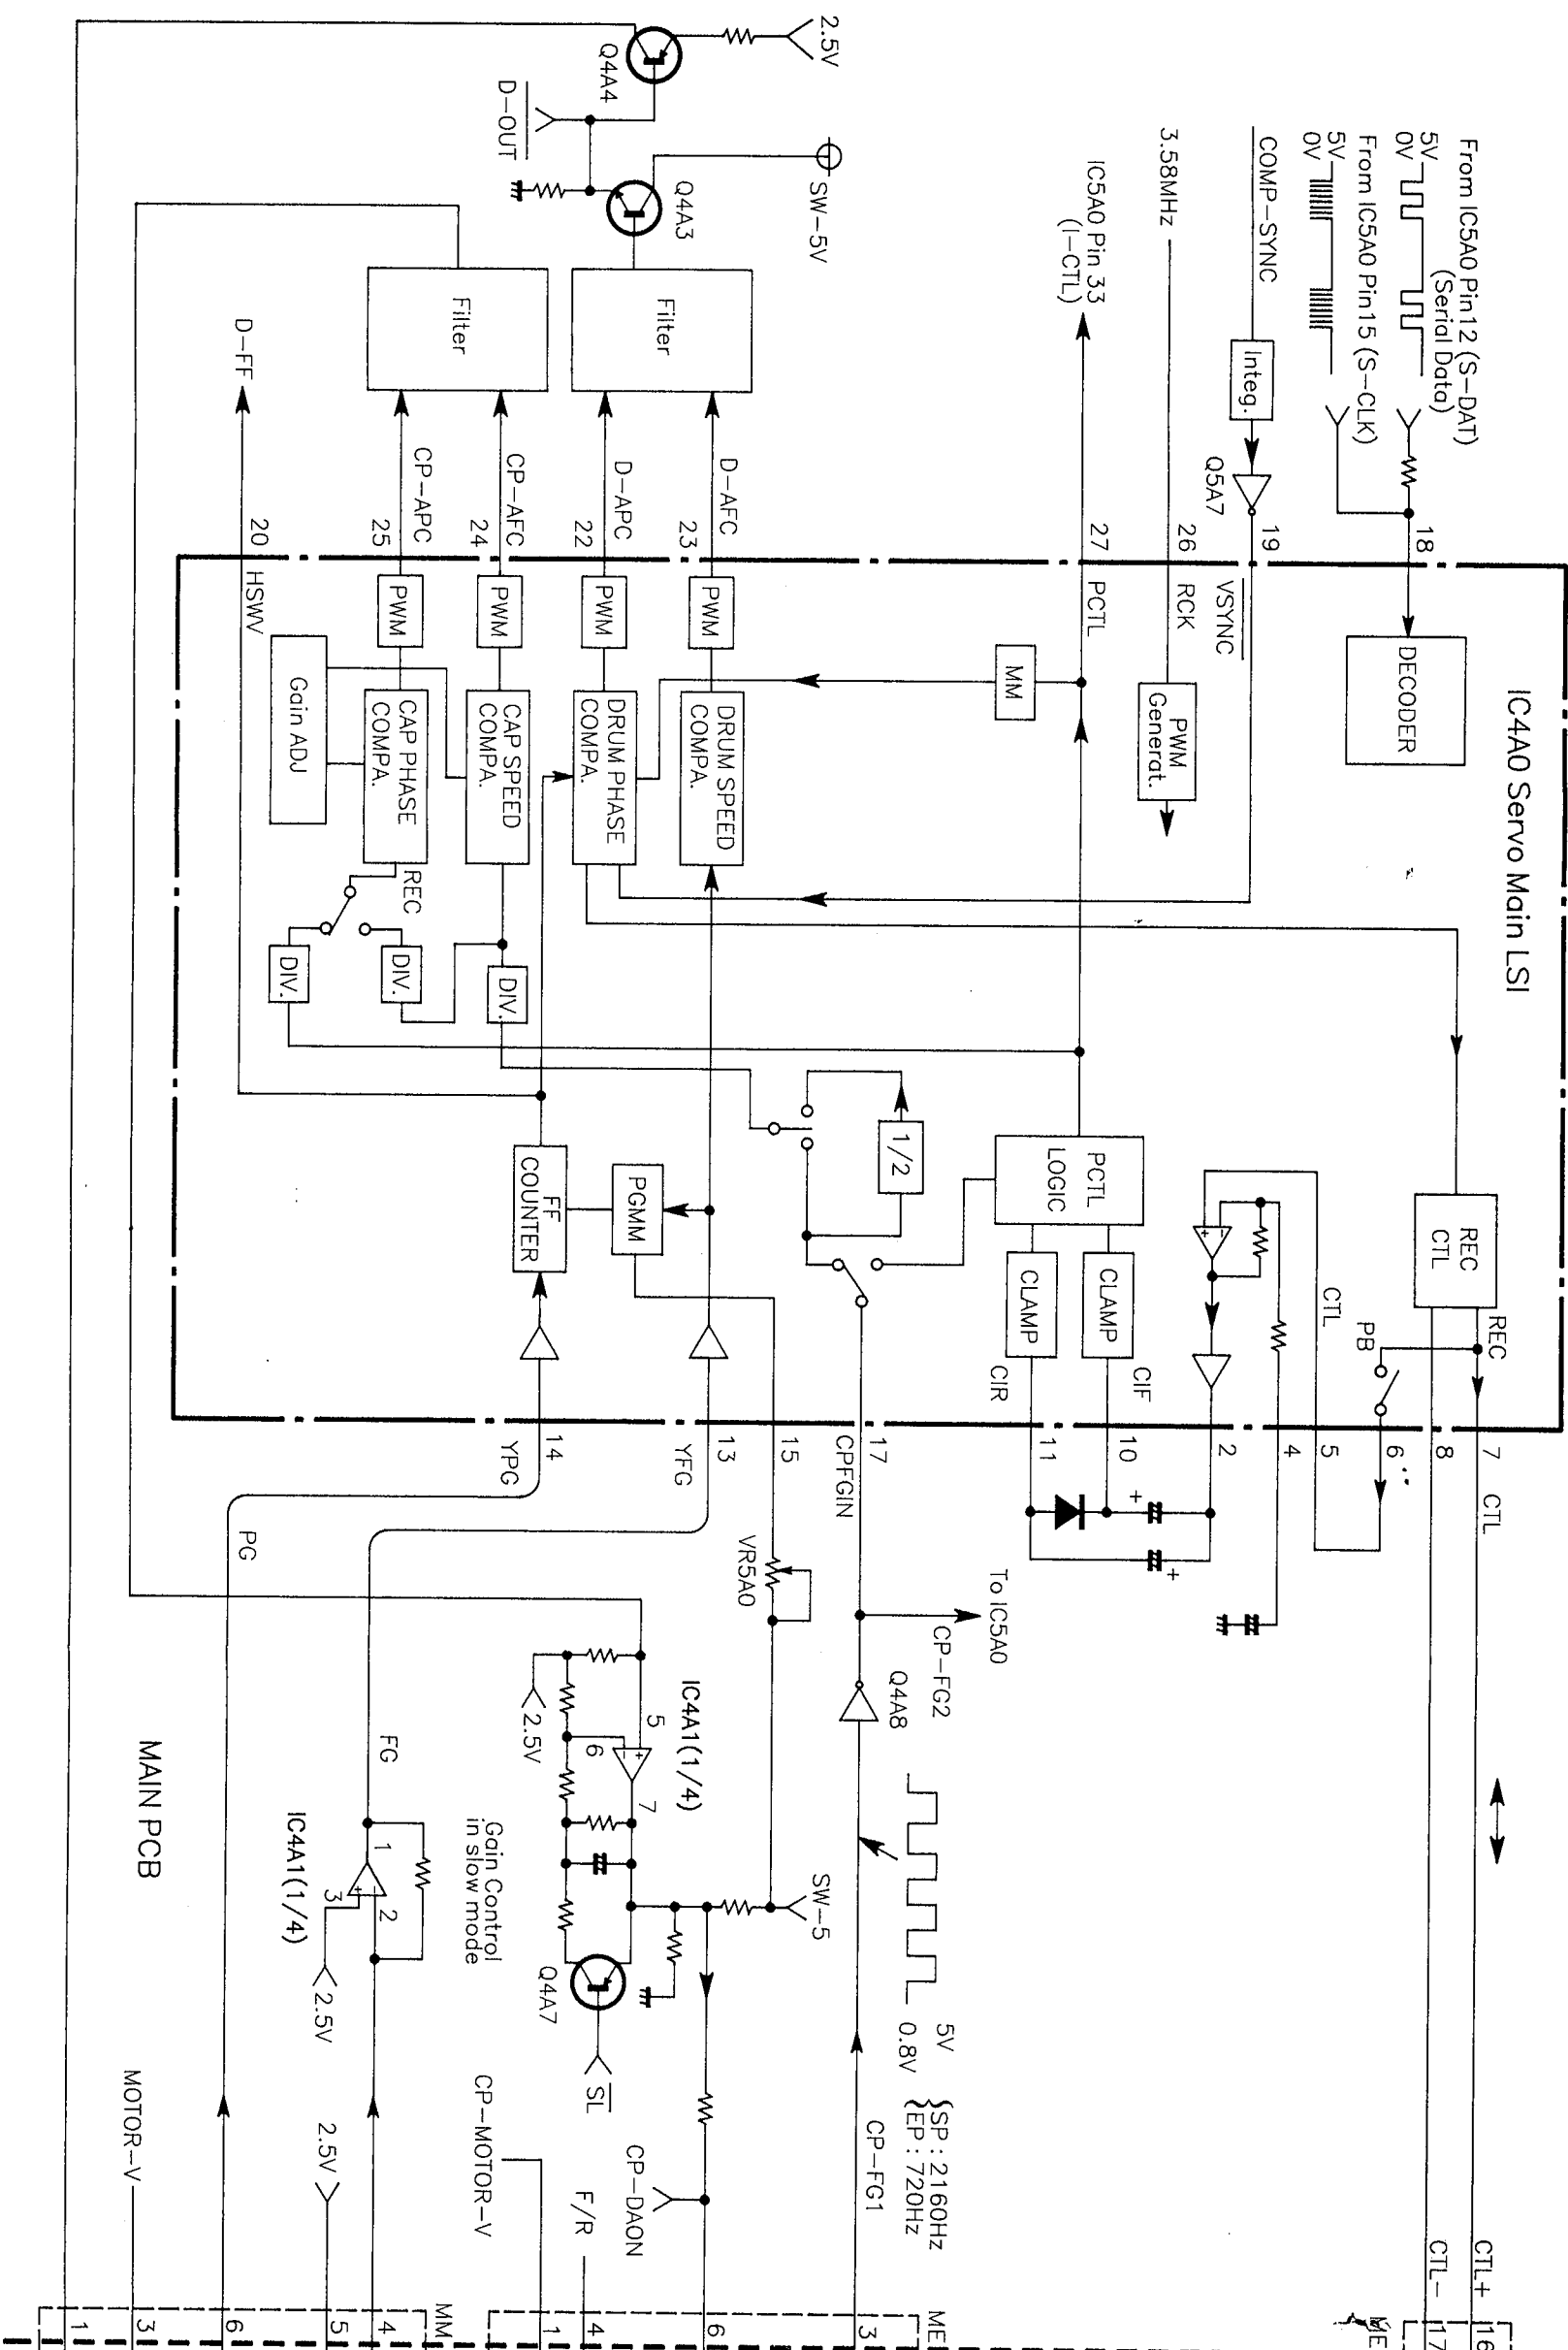 IC4A0 Servo Main LSI
From IC5A0 Pin12 (S-DAT)
(Serial Data)
5V
0V
From IC5A0 Pin15 (S-CLK)
5V
0V
18
DECODER
COMP-SYNC
Integ.
Q5A7
19
VSYNC
3.58MHz
26
RCK
PWM
Generat.
IC5A0 Pin 33
(I-CTL)
27
PCTL
MM
2.5V
Q4A4
D-OUT
Q4A3
SW-5V
Filter
Filter
D-AFC
23
PWM
DRUM SPEED
COMPA.
D-APC
22
PWM
DRUM PHASE
COMPA.
CP-AFC
24
PWM
CAP SPEED
COMPA.
CP-APC
25
PWM
CAP PHASE
COMPA.
D-FF
20
HSWV
Gain ADJ
REC
DIV.
DIV.
DIV.
REC
CTL
REC
PB
CTL
PCTL
LOGIC
CLAMP
CLAMP
CIF
CIR
1/2
PGMM
FF
COUNTER
7
CTL
8
6
5
4
2
10
11
+
+
+
-
17
CPFGIN
15
13
YFG
14
YPG
To IC5A0
CP-FG2
Q4A8
VR5A0
PG
FG
IC4A1(1/4)
5
+
6
-
7
2.5V
Gain Control
in slow mode
SW-5
Q4A7
SL
5V
0.8V
SP : 2160Hz
EP : 720Hz
CP-FG1
IC4A1(1/4)
1
2
-
3
+
2.5V
MAIN PCB
MOTOR-V
2.5V
CP-MOTOR-V
F/R
CP-DAON
CTL+
CTL-
16
17
ME
ME
3
6
4
1
MM
4
5
6
3
1